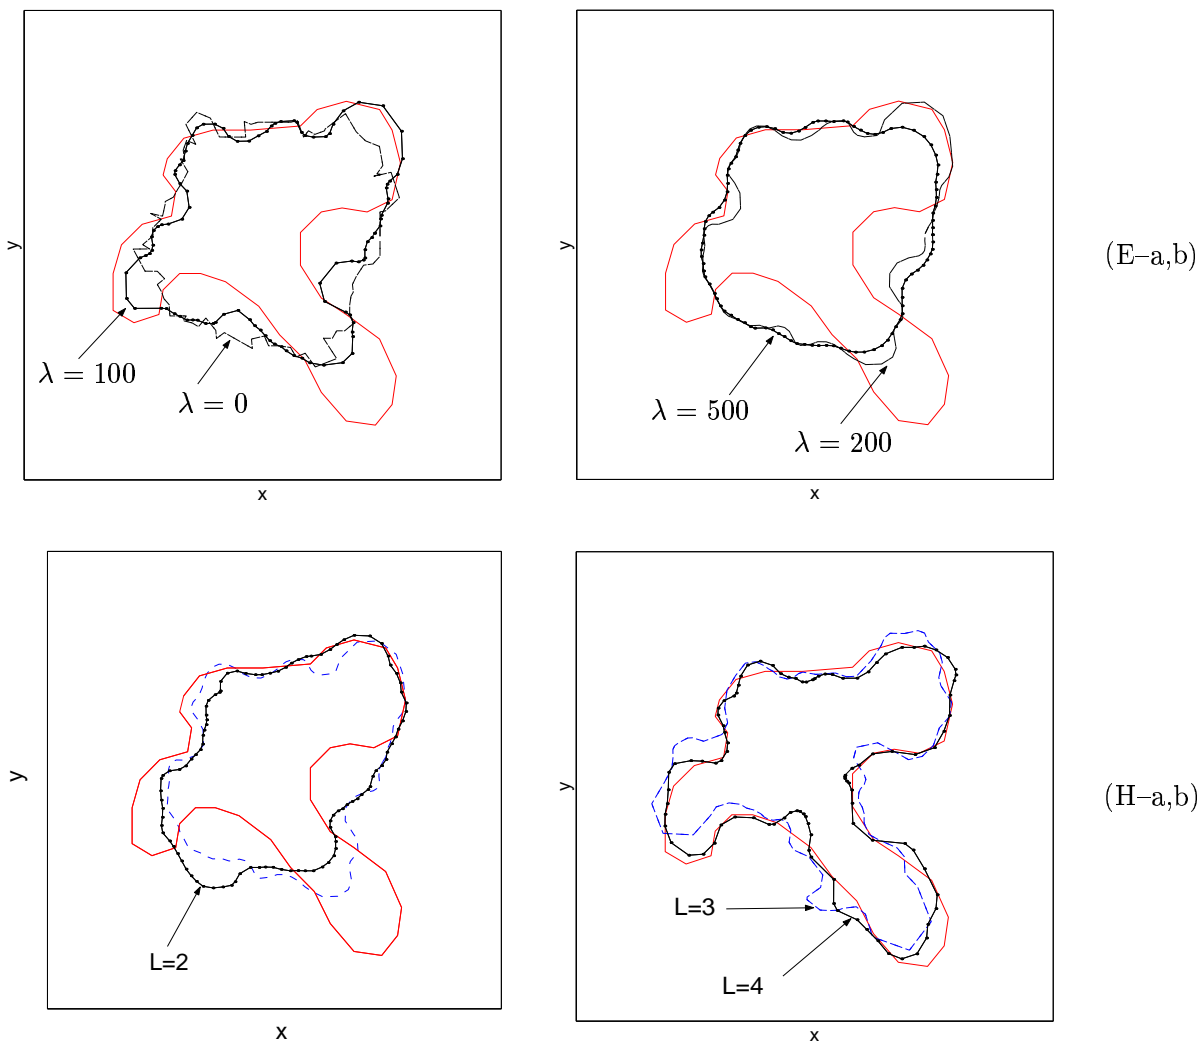 y
λ = 100
λ = 0
x
y
λ = 500
λ = 200
x
(E–a,b)
y
L=2
x
y
L=3
L=4
x
(H–a,b)